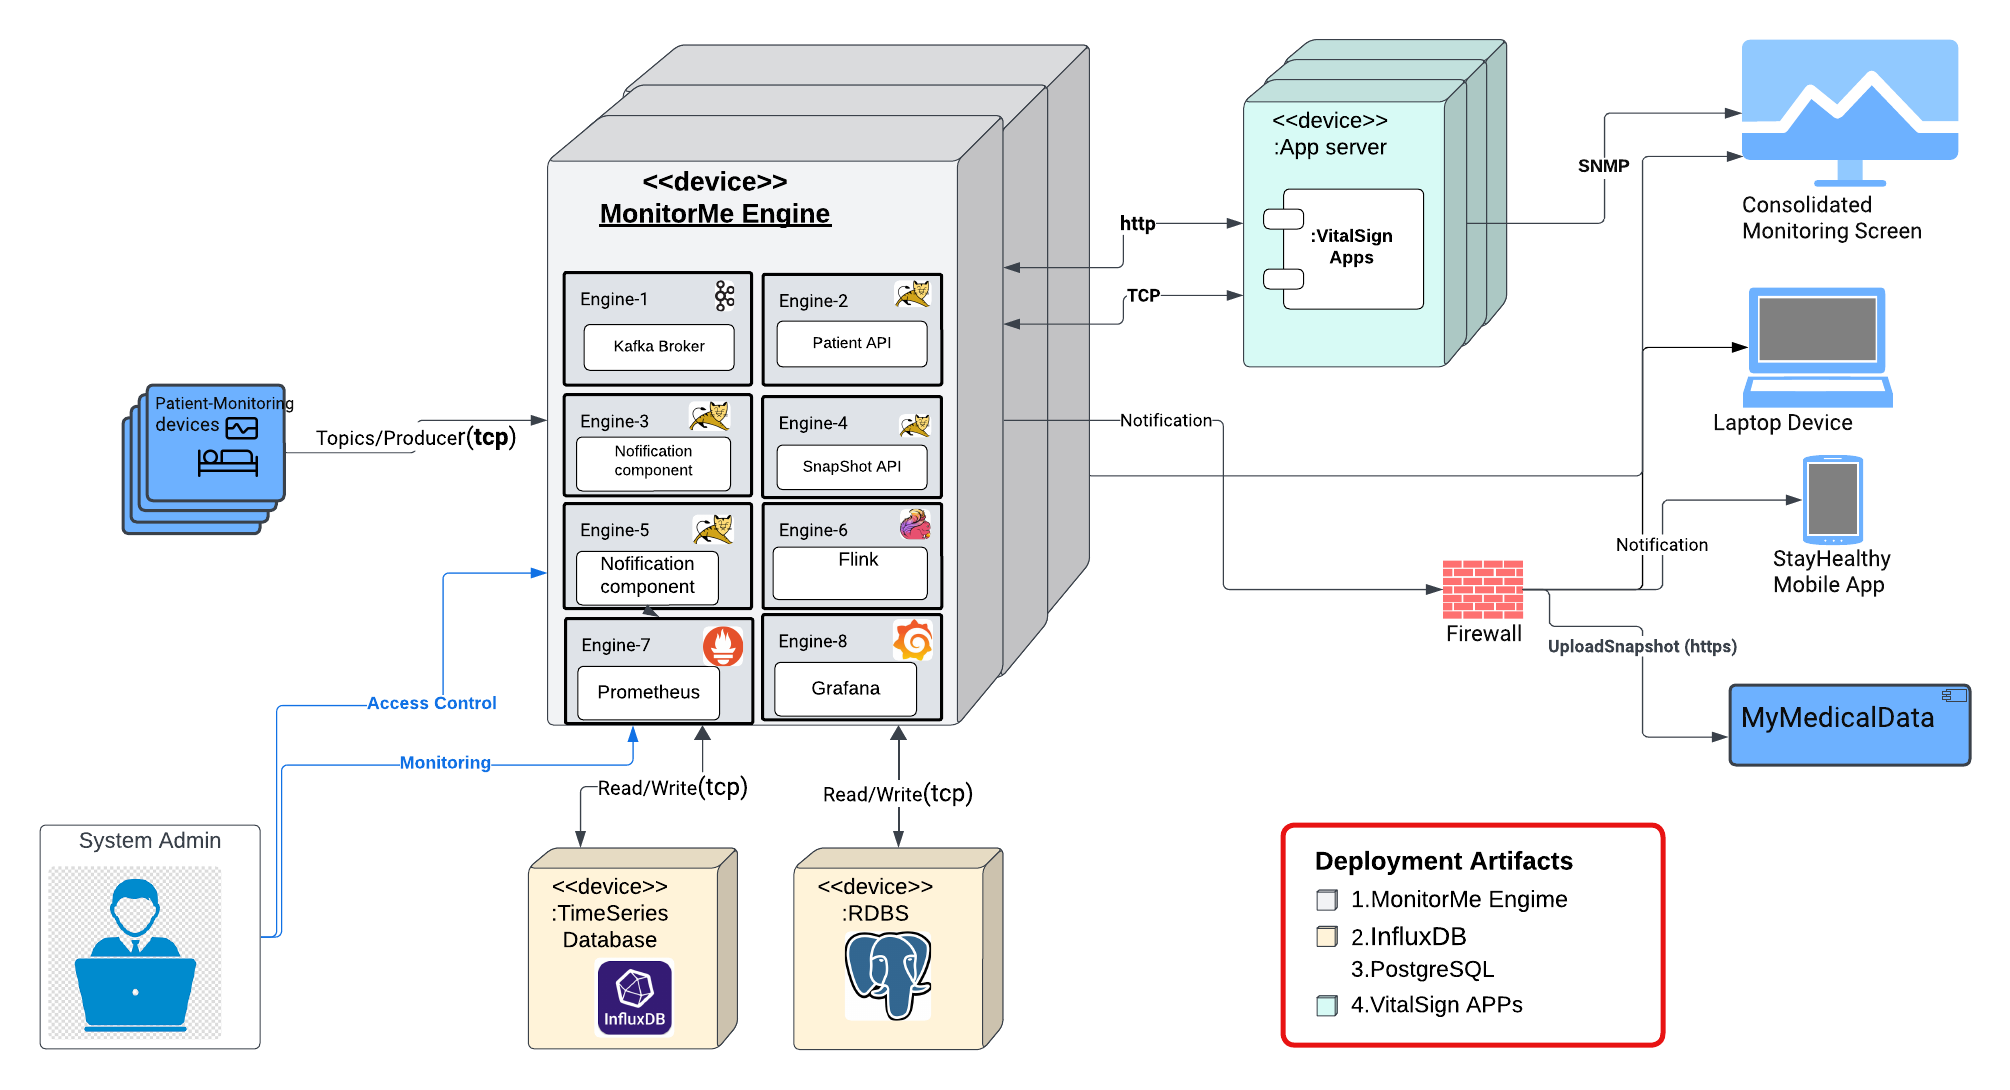 <<device>>
MonitorMe Engine
Engine-1
Kafka Broker
Engine-2
Patient API
Engine-3
Nofification
component
Engine-4
SnapShot API
Engine-5
Nofification
component
Engine-6
Flink
Engine-7
Prometheus
Engine-8
Grafana
Patient-Monitoring
devices
Topics/Producer(tcp)
Access Control
Monitoring
System Admin
Read/Write(tcp)
Read/Write(tcp)
<<device>>
:TimeSeries
Database
InfluxDB
<<device>>
:RDBS
http
TCP
<<device>>
:App server
:VitalSign
Apps
SNMP
Consolidated
Monitoring Screen
Laptop Device
Notification
Notification
StayHealthy
Mobile App
Firewall
UploadSnapshot (https)
MyMedicalData
Deployment Artifacts
1.MonitorMe Engime
2.InfluxDB
3.PostgreSQL
4.VitalSign APPs